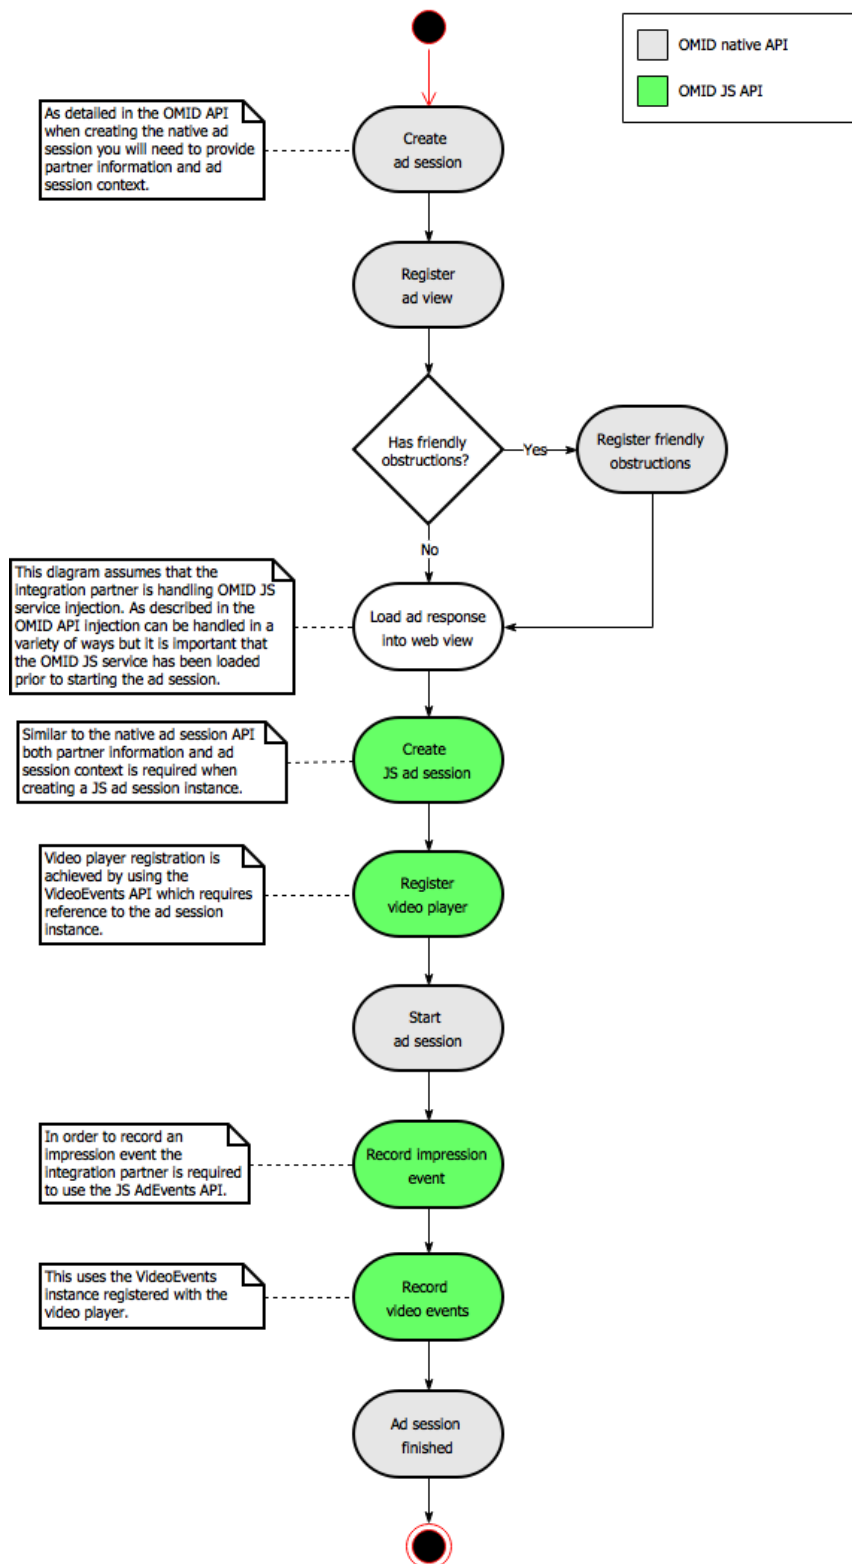 OMID native API
OMID JS API
As detailed in the OMID API
when creating the native ad
session you will need to provide
partner information and ad
session context.
Create
ad session
Register
ad view
Has friendly
obstructions?
Yes
Register friendly
obstructions
No
This diagram assumes that the
integration partner is handling OMID JS
service injection. As described in the
OMID API injection can be handled in a
variety of ways but it is important that
the OMID JS service has been loaded
prior to starting the ad session.
Load ad response
into web view
Similar to the native ad session API
both partner information and ad
session context is required when
creating a JS ad session instance.
Create
JS ad session
Video player registration is
achieved by using the
VideoEvents API which requires
reference to the ad session
instance.
Register
video player
Start
ad session
In order to record an
impression event the
integration partner is required
to use the JS AdEvents API.
Record impression
event
This uses the VideoEvents
instance registered with the
video player.
Record
video events
Ad session
finished